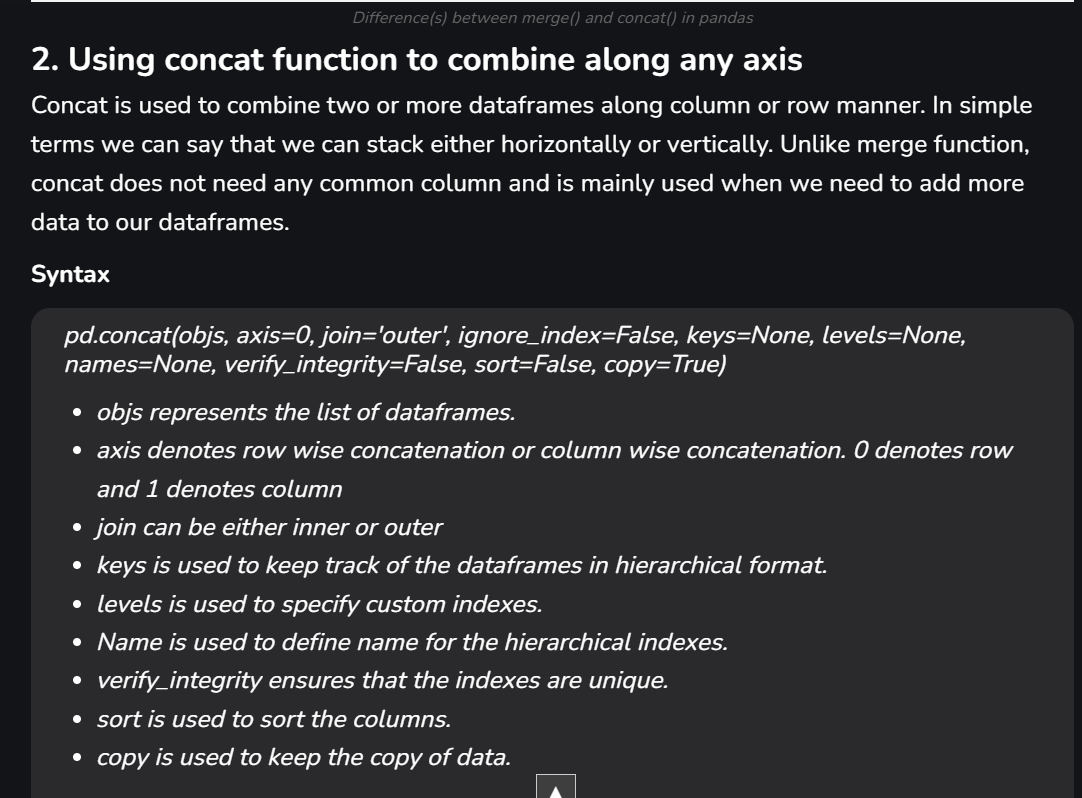 Difference(s) between merge() and concat() in pandas
2. Using concat function to combine along any axis
Concat is used to combine two or more dataframes along column or row manner. In simple
terms we can say that we can stack either horizontally or vertically. Unlike merge function,
concat does not need any common column and is mainly used when we need to add more
data to our dataframes.
Syntax
pd.concat(objs, axis=0, join='outer', ignore_index=False, keys=None, levels=None,
names=None, verify_integrity=False, sort=False, copy=True)
• objs represents the list of dataframes.
• axis denotes row wise concatenation or column wise concatenation. 0 denotes row
and 1 denotes column
• join can be either inner or outer
• keys is used to keep track of the dataframes in hierarchical format.
• levels is used to specify custom indexes.
• Name is used to define name for the hierarchical indexes.
• verify_integrity ensures that the indexes are unique.
• sort is used to sort the columns.
• copy is used to keep the copy of data.